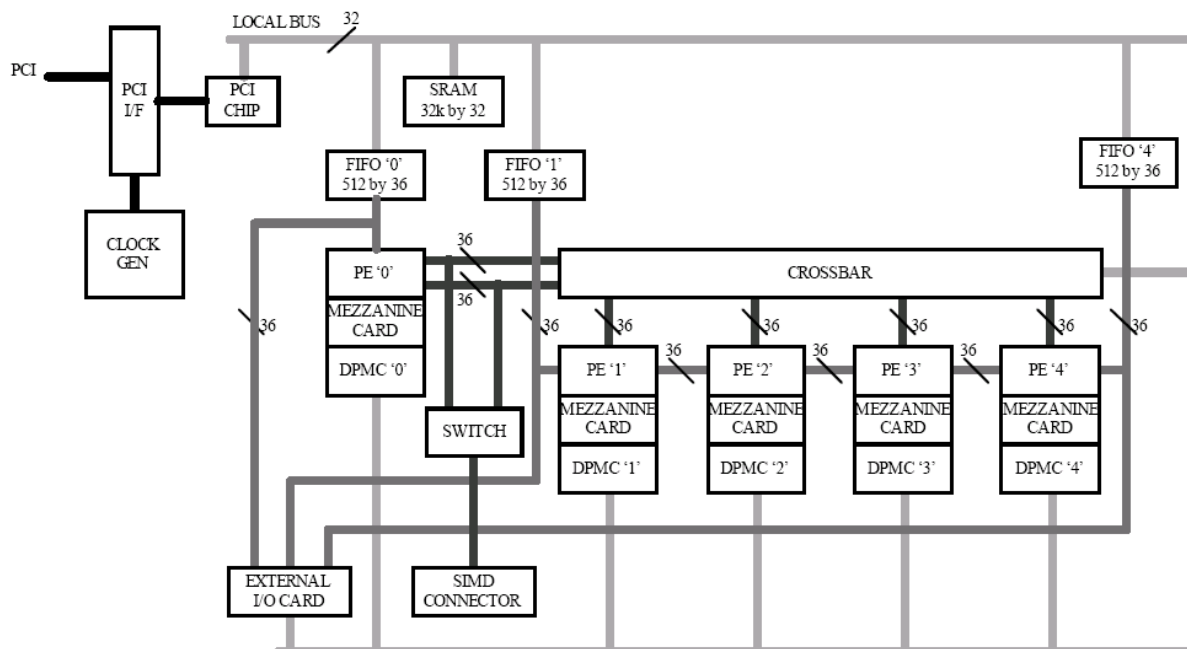 LOCAL BUS
32
PCI
PCI
I/F
PCI
CHIP
SRAM
32k by 32
FIFO ‘0’
512 by 36
FIFO ‘1’
512 by 36
FIFO ‘4’
512 by 36
CLOCK
GEN
PE ‘0’
MEZZANINE
CARD
DPMC ‘0’
36
36
CROSSBAR
36
36
36
36
36
36
36
PE ‘1’
MEZZANINE
CARD
DPMC ‘1’
36
PE ‘2’
MEZZANINE
CARD
DPMC ‘2’
36
PE ‘3’
MEZZANINE
CARD
DPMC ‘3’
36
PE ‘4’
MEZZANINE
CARD
DPMC ‘4’
SWITCH
EXTERNAL
I/O CARD
SIMD
CONNECTOR